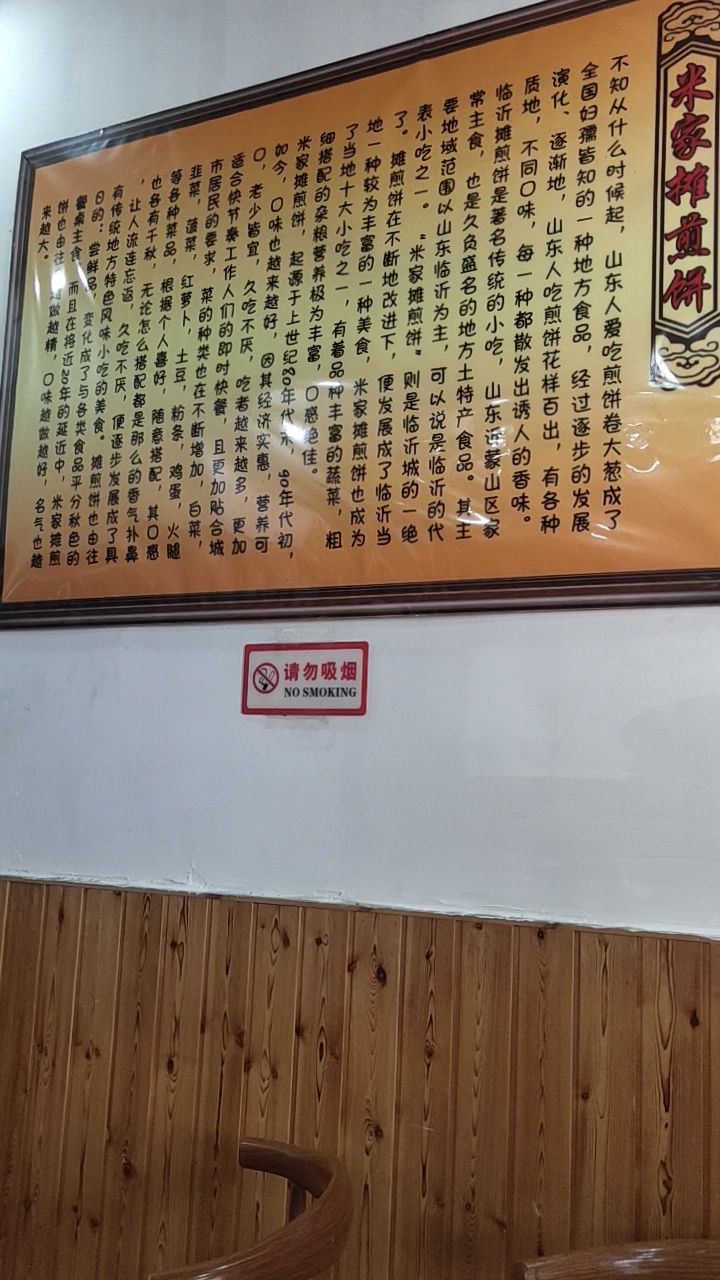 米家摊煎饼
不知从什么时候起，山东人爱吃煎饼卷大葱成了
全国妇孺皆知的一种地方食品，经过逐步的发展
演化、逐渐地，山东人吃煎饼花样百出，有各种
质地，不同口味，每一种都散发出诱人的香味。
临沂摊煎饼是著名传统的小吃，山东沂蒙山区家
常主食，也是久负盛名的地方土特产食品。其主
要地域范围以山东临沂为主，可以说是临沂的代
表小吃之一。“米家摊煎饼”则是临沂城的一绝
了。摊煎饼在不断地改进下，便发展成了临沂当
地一种较为丰富的一种美食，米家摊煎饼也成为
了当地十大小吃之一，有着品种丰富的蔬菜，粗
细搭配的杂粮营养极为丰富，口感绝佳。
米家摊煎饼，起源于上世纪80年代末，90年代初，
如今，口味也越来越好，因其经济实惠，营养可
口，老少皆宜，久吃不厌，吃者越来越多，更加
适合快节奏工作人们的即时快餐，且更加贴合城
市居民的要求，菜的种类也在不断增加，白菜，
韭菜，菠菜，红萝卜，土豆，粉条，鸡蛋，火腿
等各种菜品，根据个人喜好，随意搭配，其口感
也各有千秋，无论怎么搭配都是那么的香气扑鼻
，让人流连忘返，久吃不厌，便逐步发展成了具
有传统地方特色风味小吃的美食。摊煎饼也由往
日的：尝鲜品，变化成了与各类食品平分秋色的
餐桌主食，而且在将近20年的延近中，米家摊煎
饼也由往 越做越精，口味越做越好，名气也越
来越大。
请勿吸烟
NO SMOKING